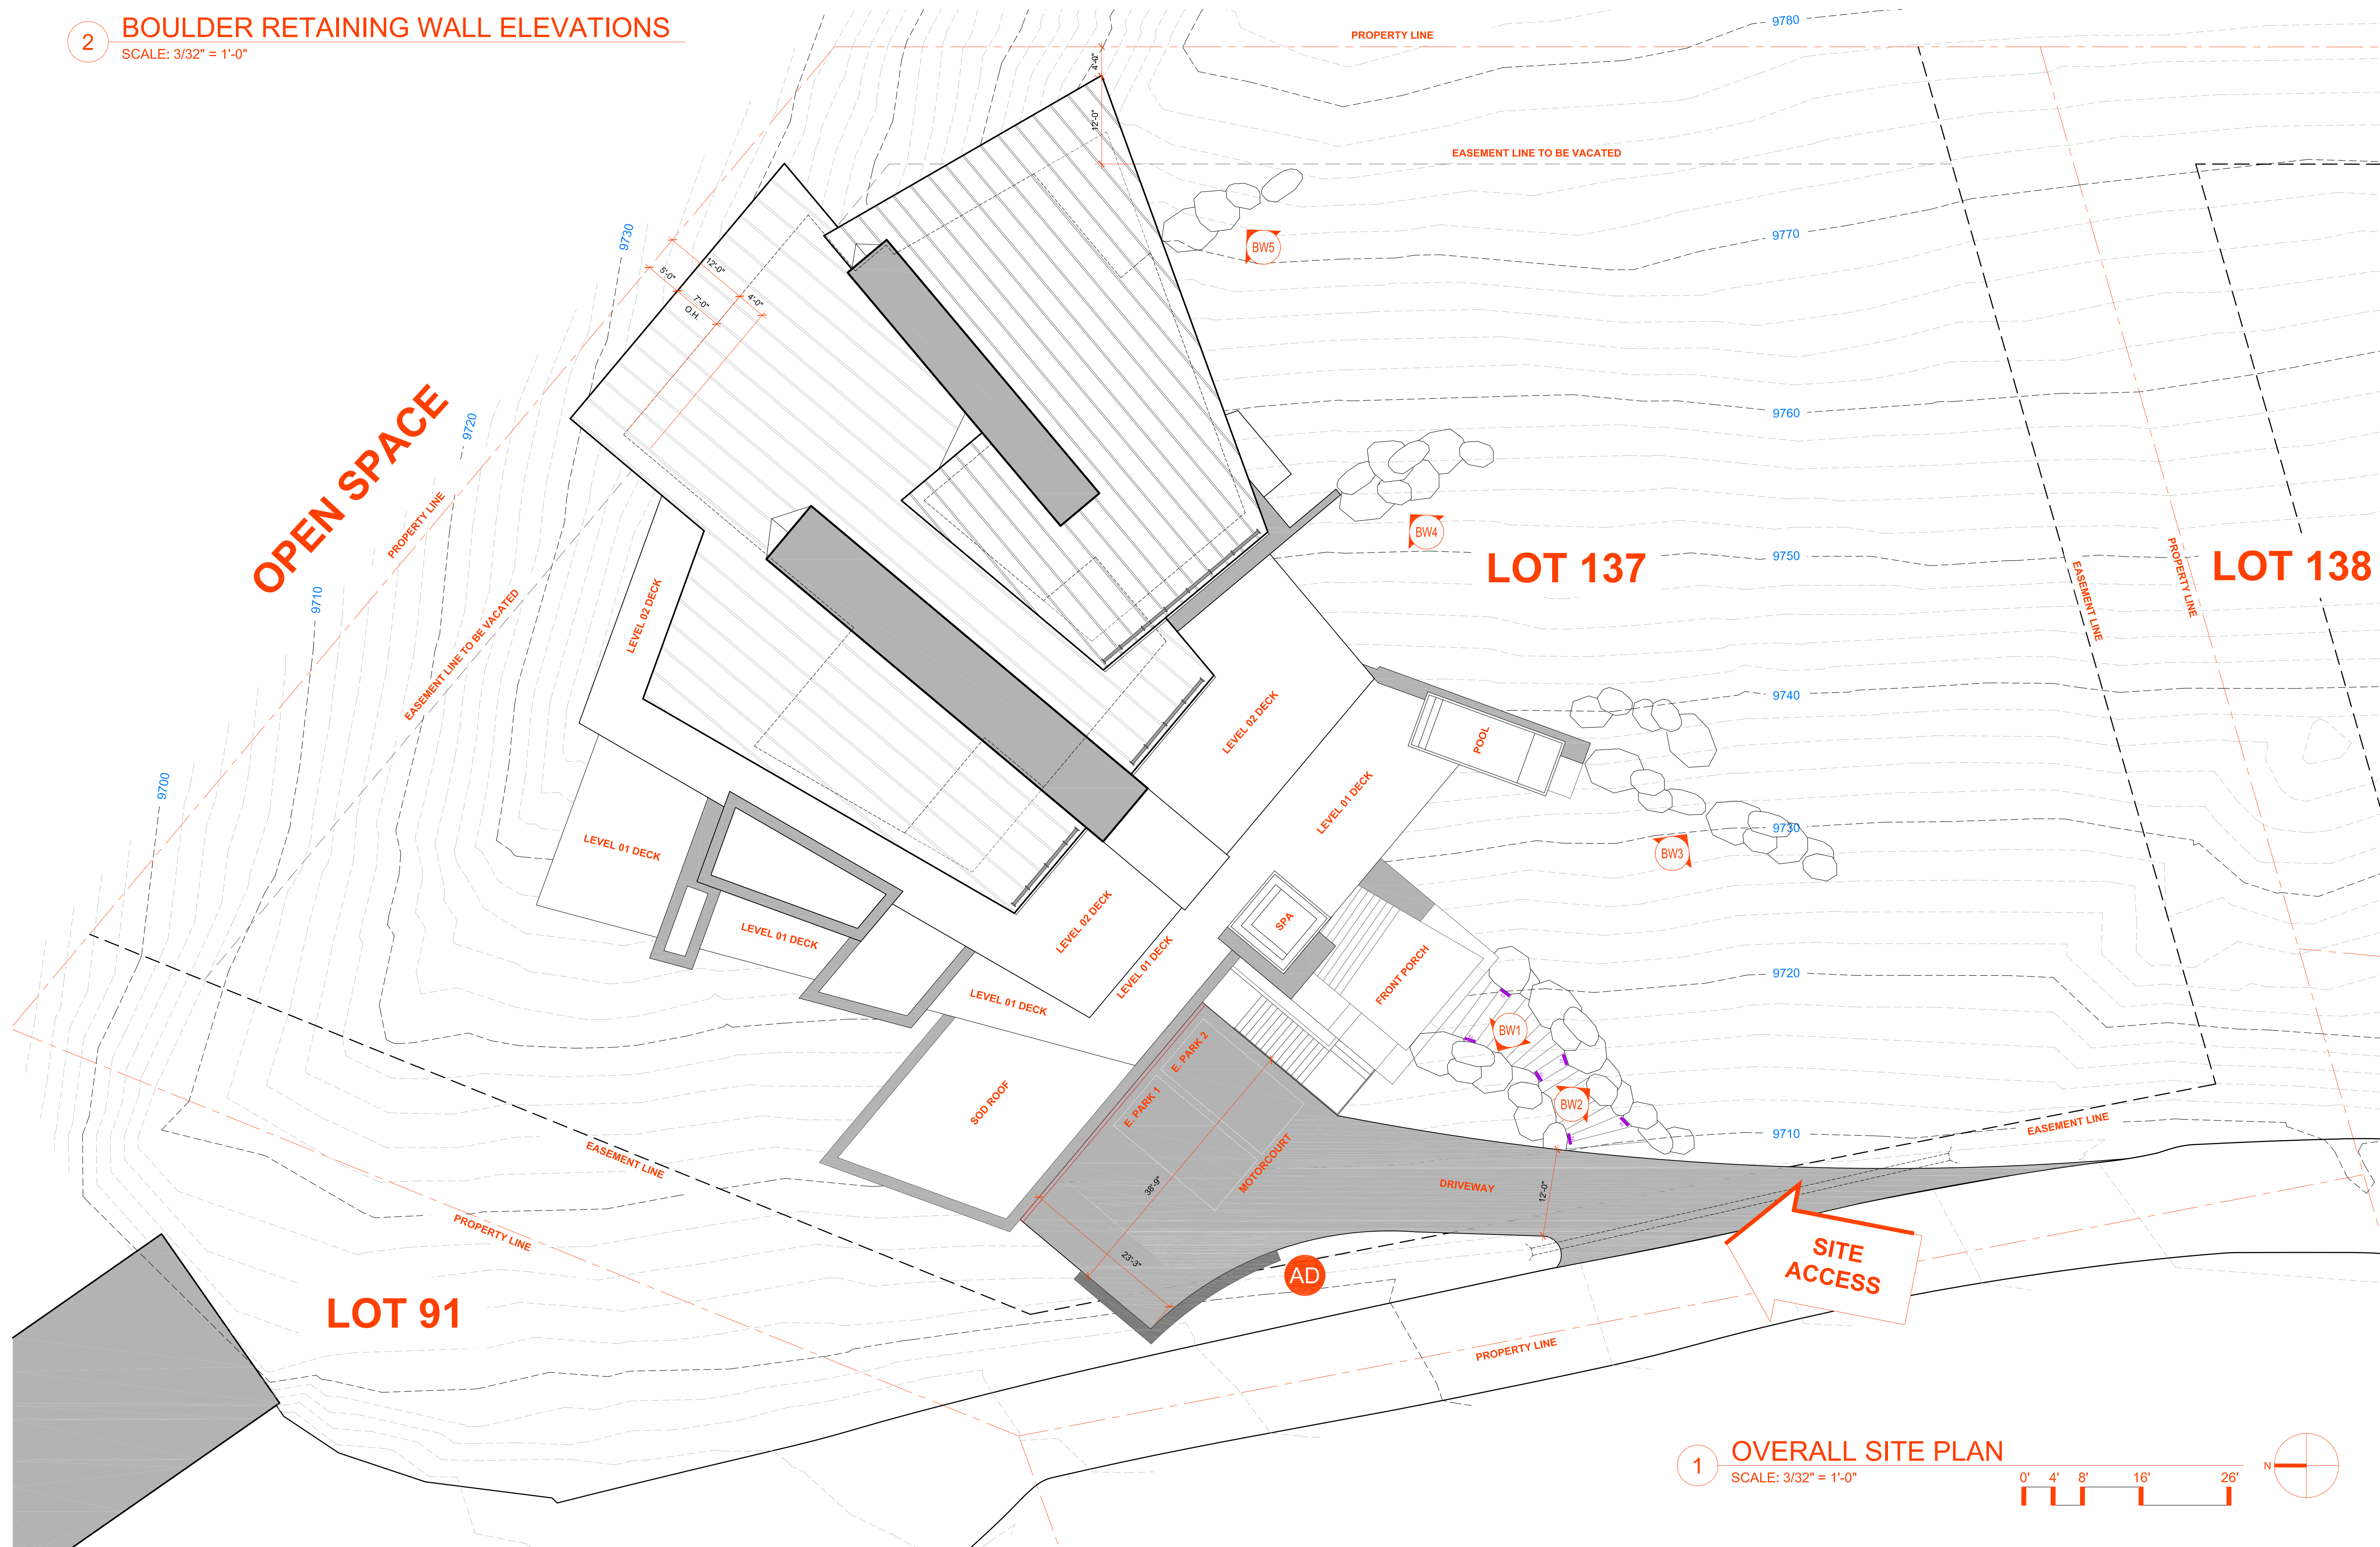 2
BOULDER RETAINING WALL ELEVATIONS
SCALE: 3/32" = 1'-0"
PROPERTY LINE
9780
4'-0"
12'-0"
EASEMENT LINE TO BE VACATED
9730
BW5
9770
12'-0"
5'-0"
7'-0"
O.H.
4'-0"
9720
9760
OPEN SPACE
PROPERTY LINE
BW4
LOT 137
9750
EASEMENT LINE
PROPERTY LINE
LOT 138
9710
LEVEL 02 DECK
EASEMENT LINE TO BE VACATED
9740
LEVEL 02 DECK
POOL
9700
LEVEL 01 DECK
LEVEL 01 DECK
9730
BW3
SPA
LEVEL 02 DECK
LEVEL 01 DECK
LEVEL 01 DECK
FRONT PORCH
9720
LEVEL 01 DECK
BW1
E. PARK 2
E. PARK 1
SOD ROOF
BW2
9710
EASEMENT LINE
EASEMENT LINE
MOTORCOURT
38'-9"
DRIVEWAY
12'-0"
PROPERTY LINE
23'-3"
AD
SITE
ACCESS
LOT 91
PROPERTY LINE
1
OVERALL SITE PLAN
SCALE: 3/32" = 1'-0"
0' 4' 8' 16' 26'
N